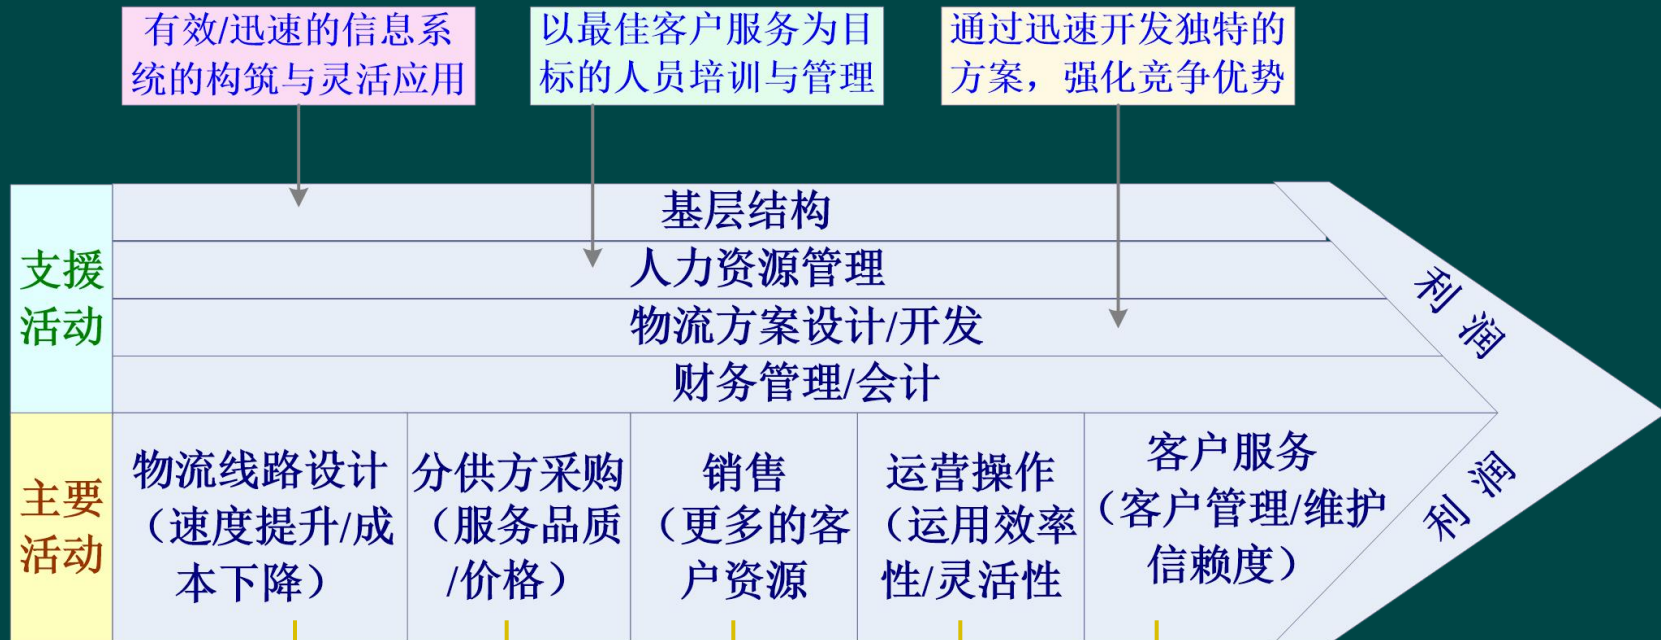 有效/迅速的信息系
统的构筑与灵活应用
以最佳客户服务为目
标的人员培训与管理
通过迅速开发独特的
方案，强化竞争优势
支援
活动
基层结构
人力资源管理
物流方案设计/开发
财务管理/会计
利润
主要
活动
物流线路设计
（速度提升/成
本下降）
分供方采购
（服务品质
/价格）
销售
（更多的客
户资源
运营操作
（运用效率
性/灵活性
客户服务
（客户管理/维护
信赖度）
利润